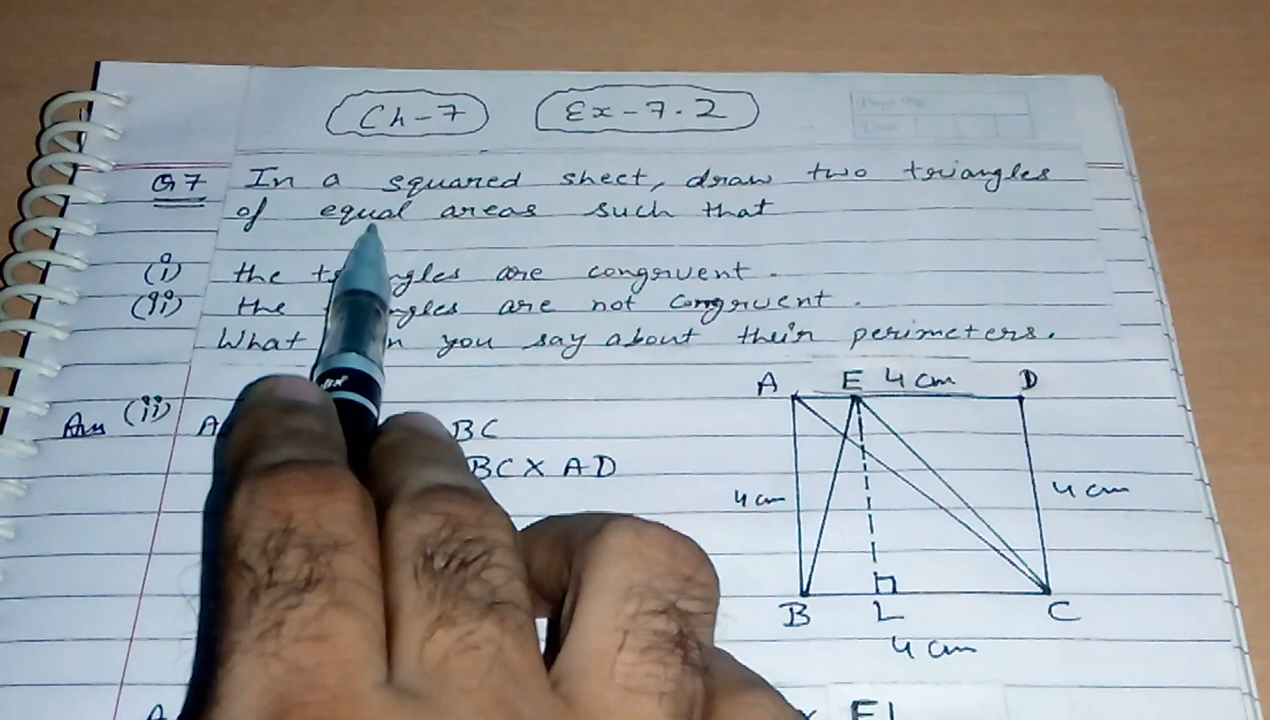 Ch-7 Ex-7.2
Q7 In a squared sheet, draw two triangles
of equal areas such that
(i) the are congruent.
(ii) the are not congruent.
What you say about their perimeters.
A E 4 cm D
Ans (ii) A BC
BC X AD
4 cm 4 cm
B L C
4 cm
A EL